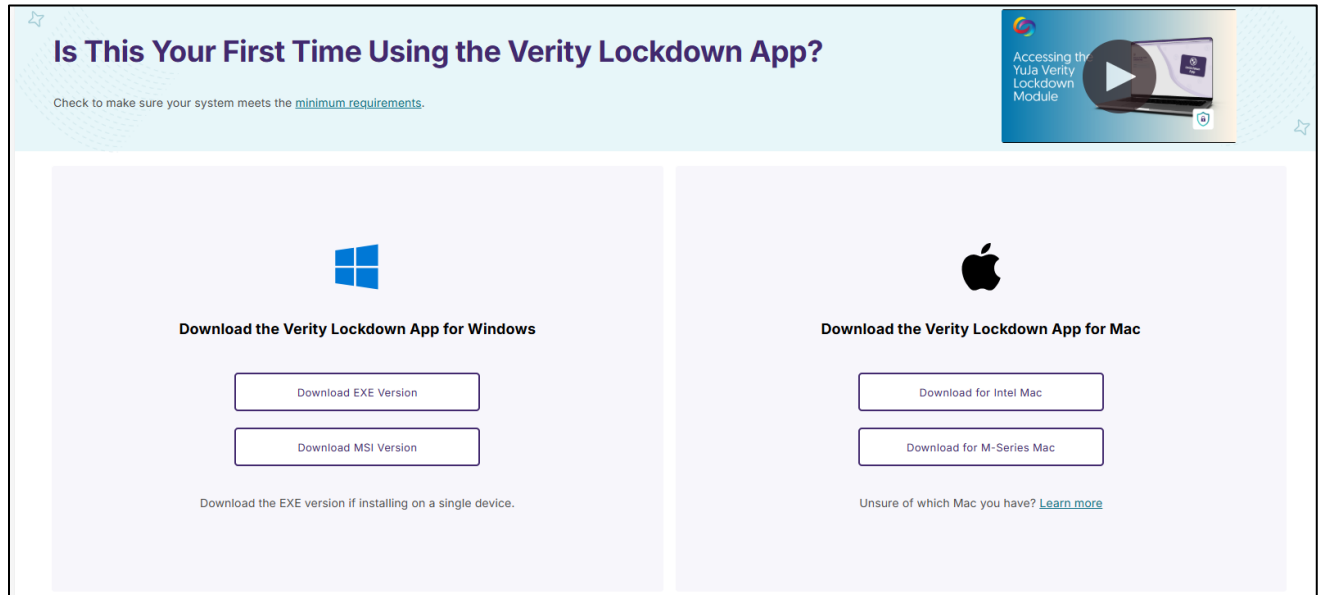 Is This Your First Time Using the Verity Lockdown App?
Check to make sure your system meets the minimum requirements.
Accessing the
YuJa Verity
Lockdown
Module
Download the Verity Lockdown App for Windows
Download EXE Version
Download MSI Version
Download the EXE version if installing on a single device.
Download the Verity Lockdown App for Mac
Download for Intel Mac
Download for M-Series Mac
Unsure of which Mac you have? Learn more